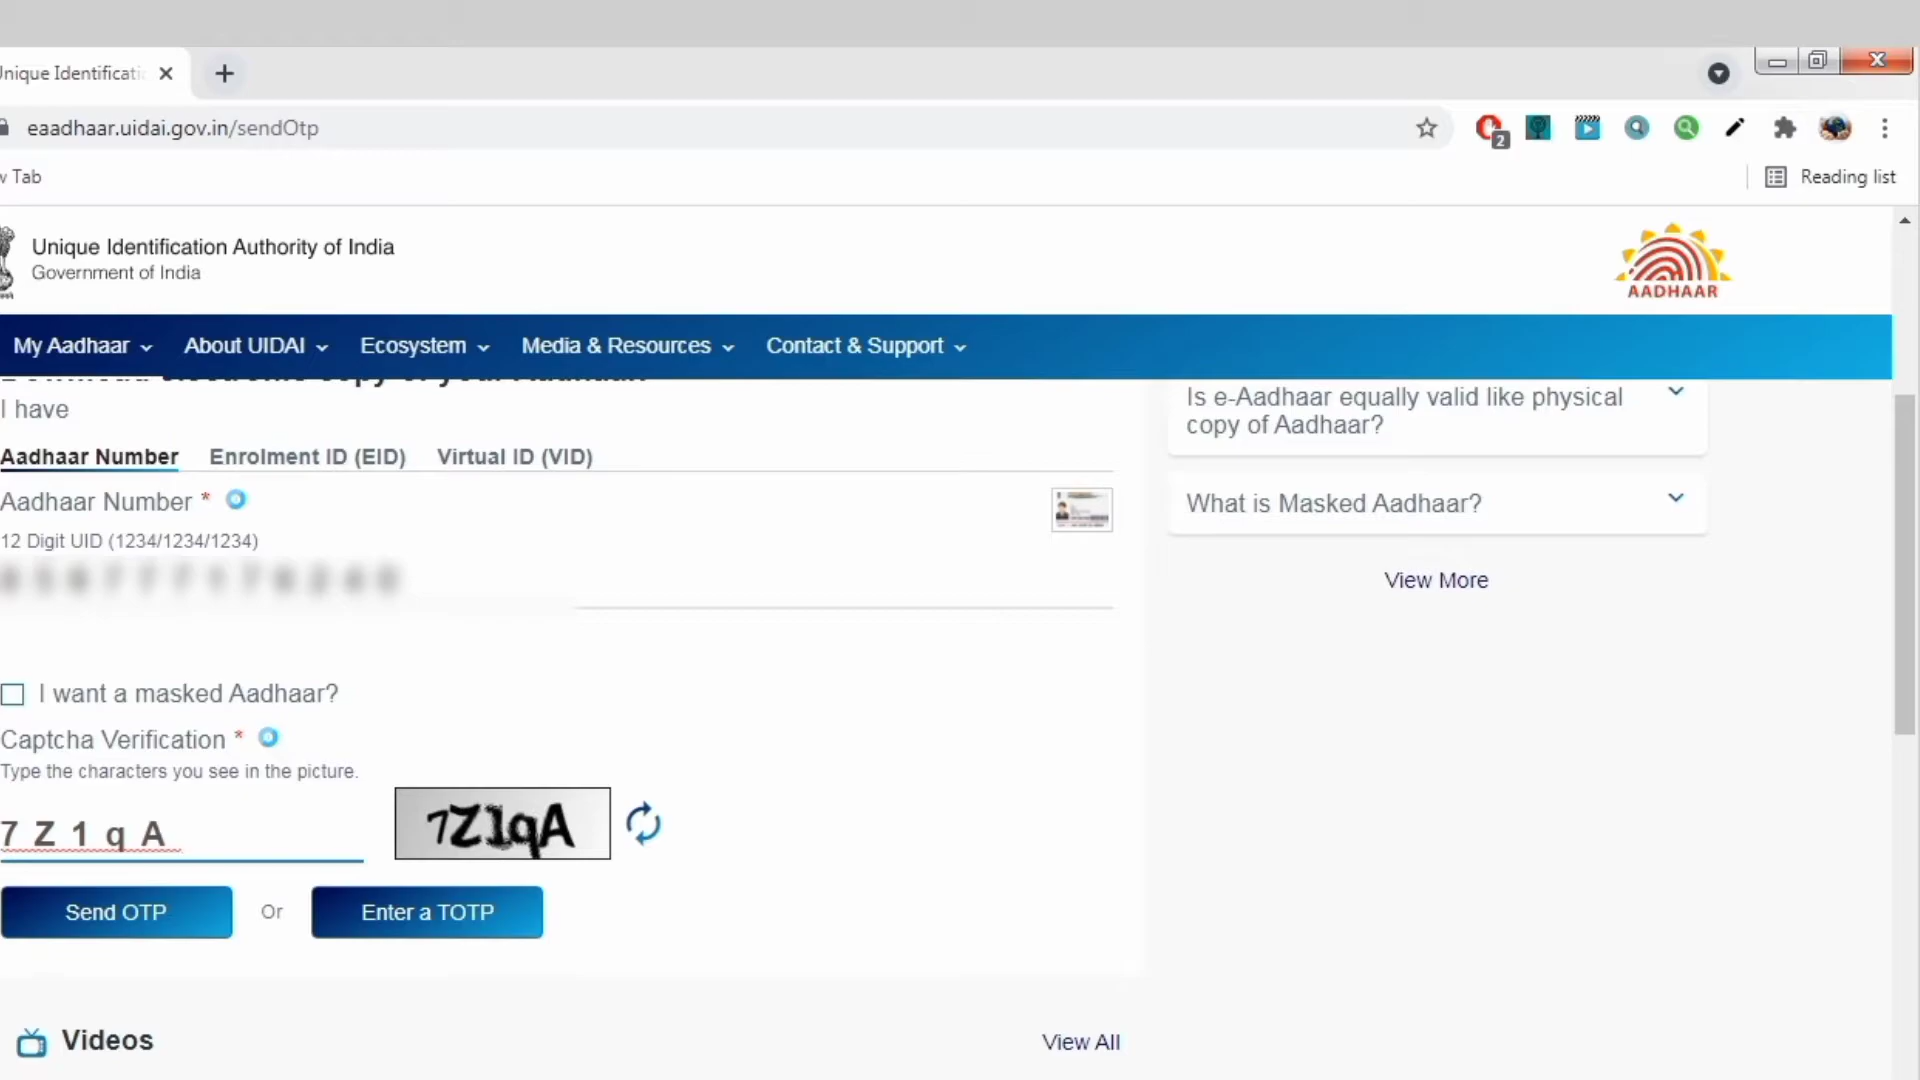 Unique Identificati
eaadhaar.uidai.gov.in/sendOtp
2
Tab
Reading list
Unique Identification Authority of India
Government of India
AADHAAR
My Aadhaar
About UIDAI
Ecosystem
Media & Resources
Contact & Support
I have
Aadhaar Number
Enrolment ID (EID)
Virtual ID (VID)
Aadhaar Number *
12 Digit UID (1234/1234/1234)
I want a masked Aadhaar?
Captcha Verification *
Type the characters you see in the picture.
7 Z 1 q A
7Z1qA
Send OTP
Or
Enter a TOTP
Is e-Aadhaar equally valid like physical
copy of Aadhaar?
What is Masked Aadhaar?
View More
Videos
View All